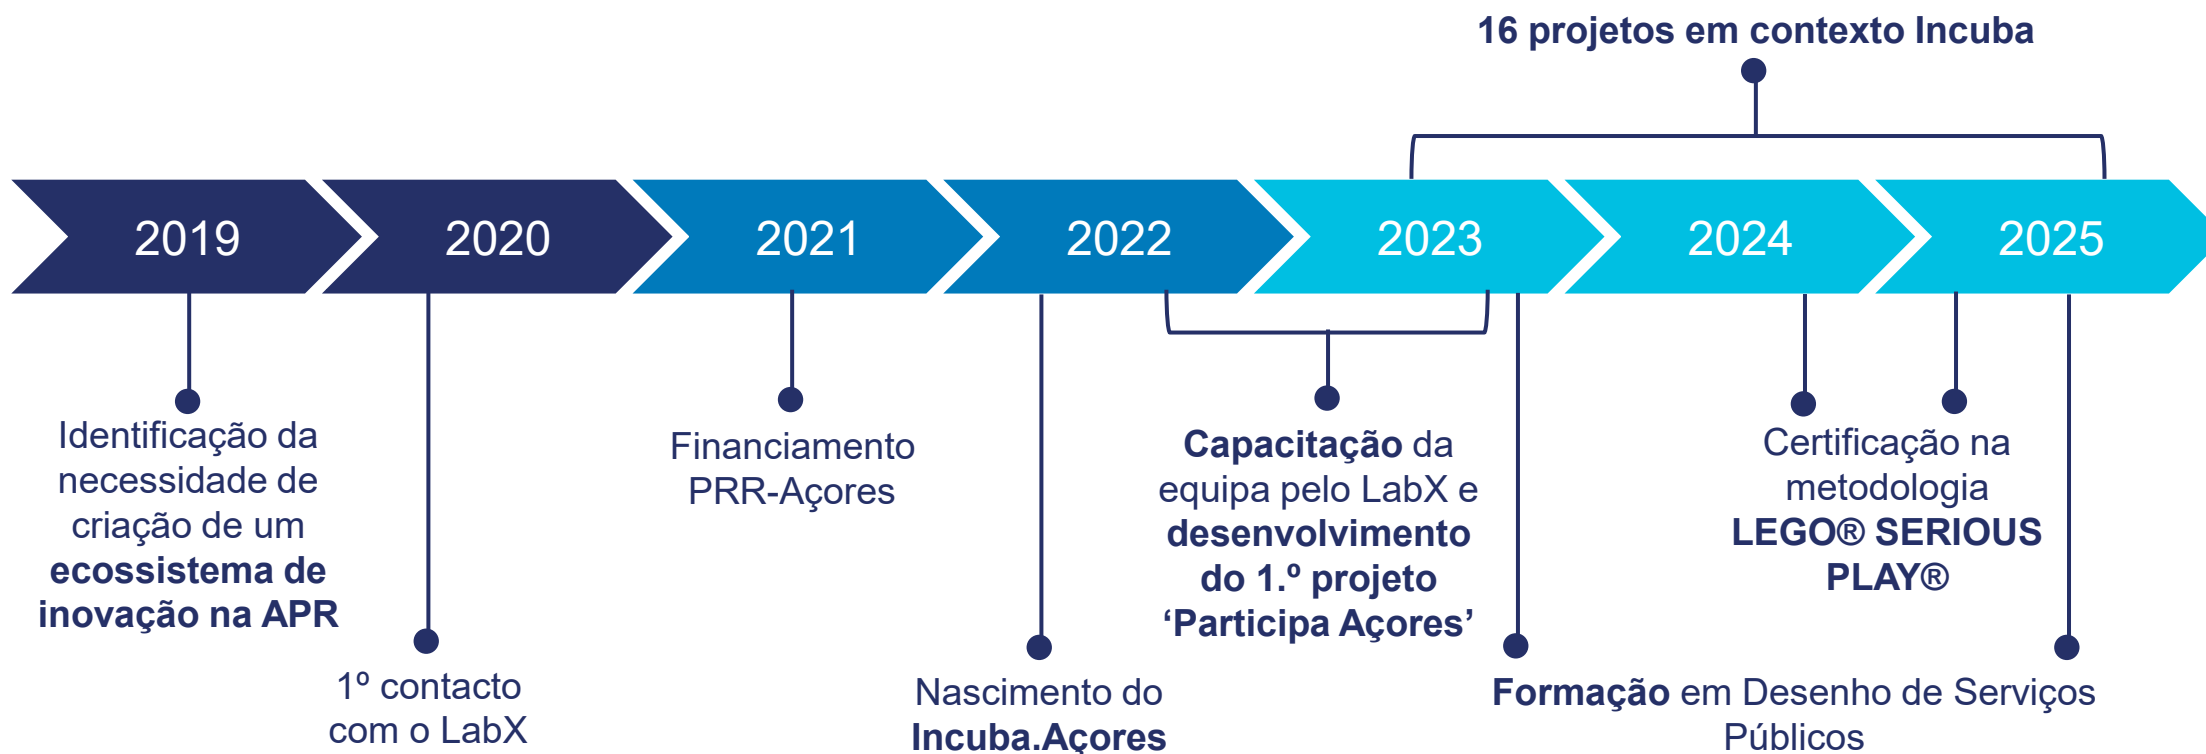 16 projetos em contexto Incuba
2019
2020
2021
2022
2023
2024
2025
Identificação da
necessidade de
criação de um
ecossistema de
inovação na APR
1º contacto
com o LabX
Financiamento
PRR-Açores
Nascimento do
Incuba.Açores
Capacitação da
equipa pelo LabX e
desenvolvimento
do 1.º projeto
‘Participa Açores’
Formação em Desenho de Serviços
Públicos
Certificação na
metodologia
LEGO® SERIOUS
PLAY®